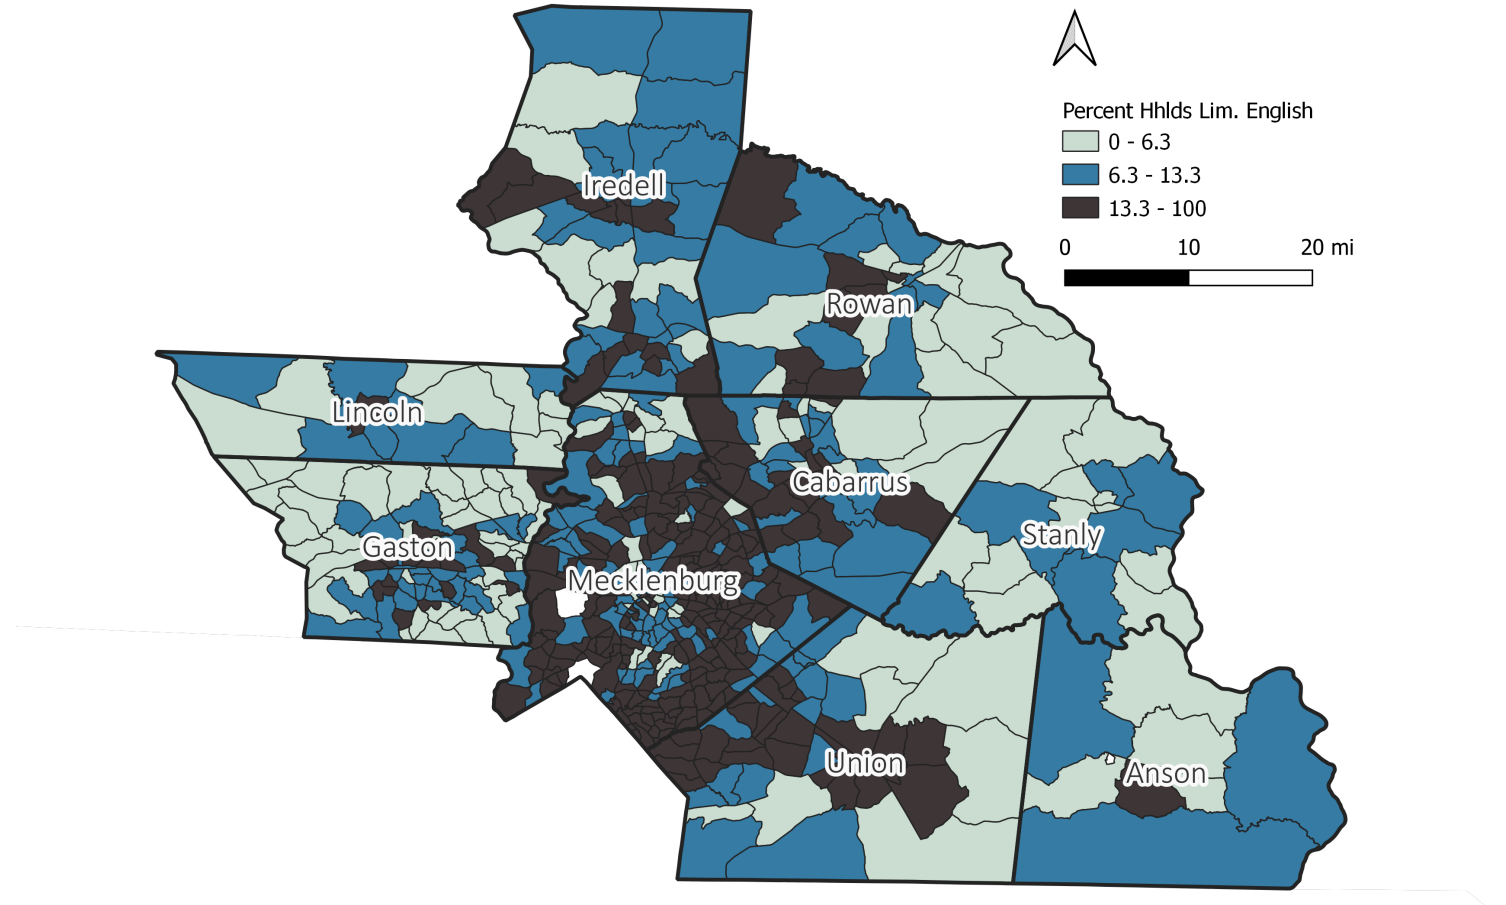 Percent Hhlds Lim. English
0 - 6.3
6.3 - 13.3
13.3 - 100
0 10 20 mi
Iredell
Rowan
Lincoln
Cabarrus
Stanly
Gaston
Mecklenburg
Union
Anson